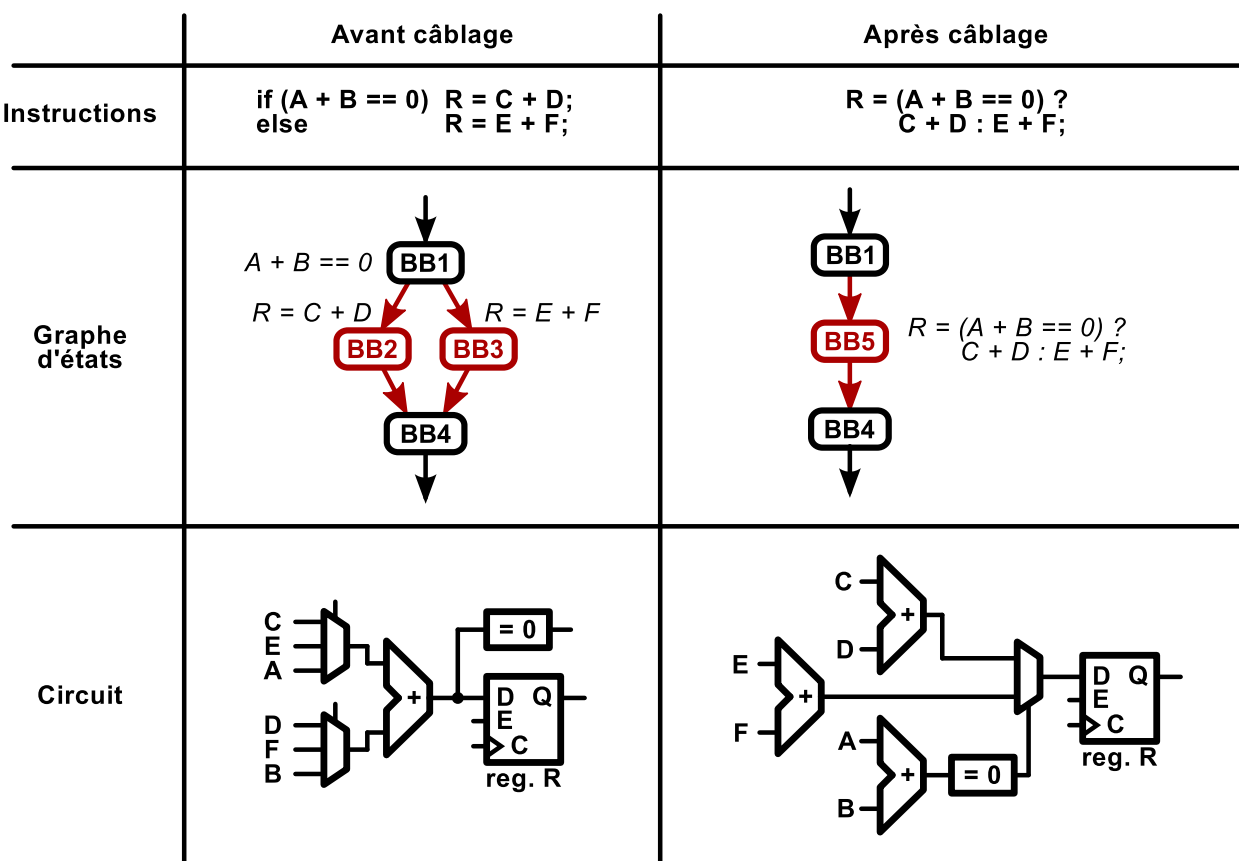 Avant câblage
Après câblage
Instructions
if (A + B == 0) R = C + D;
else R = E + F;
R = (A + B == 0) ?
C + D : E + F;
Graphe
d'états
A + B == 0
BB1
R = C + D
R = E + F
BB2
BB3
BB4
BB1
BB5
R = (A + B == 0) ?
C + D : E + F;
BB4
Circuit
C
E
A
D
F
B
+
= 0
D Q
E
C
reg. R
C
D
+
E
F
+
A
B
+
= 0
D Q
E
C
reg. R